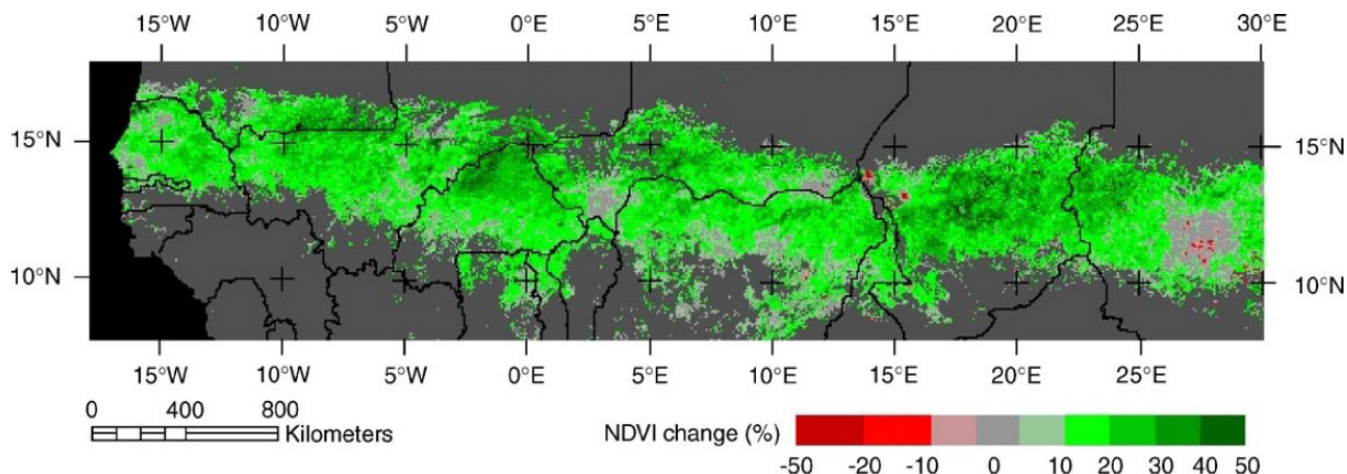 15°W 10°W 5°W 0°E 5°E 10°E 15°E 20°E 25°E 30°E
15°N 15°N
10°N 10°N
15°W 10°W 5°W 0°E 5°E 10°E 15°E 20°E 25°E
0 400 800
Kilometers
NDVI change (%)
-50 -20 -10 0 10 20 30 40 50